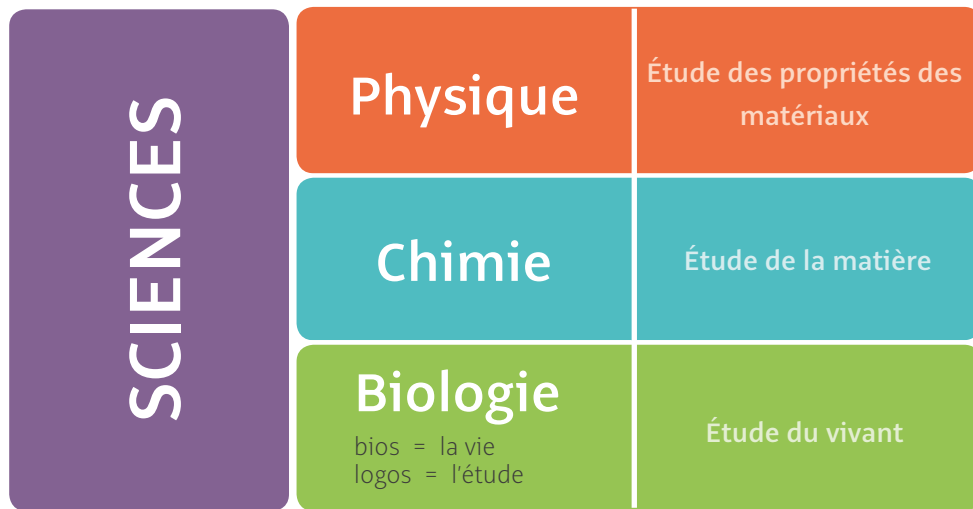 SCIENCES
Physique
Étude des propriétés des
matériaux
Chimie
Étude de la matière
Biologie
bios = la vie
logos = l'étude
Étude du vivant